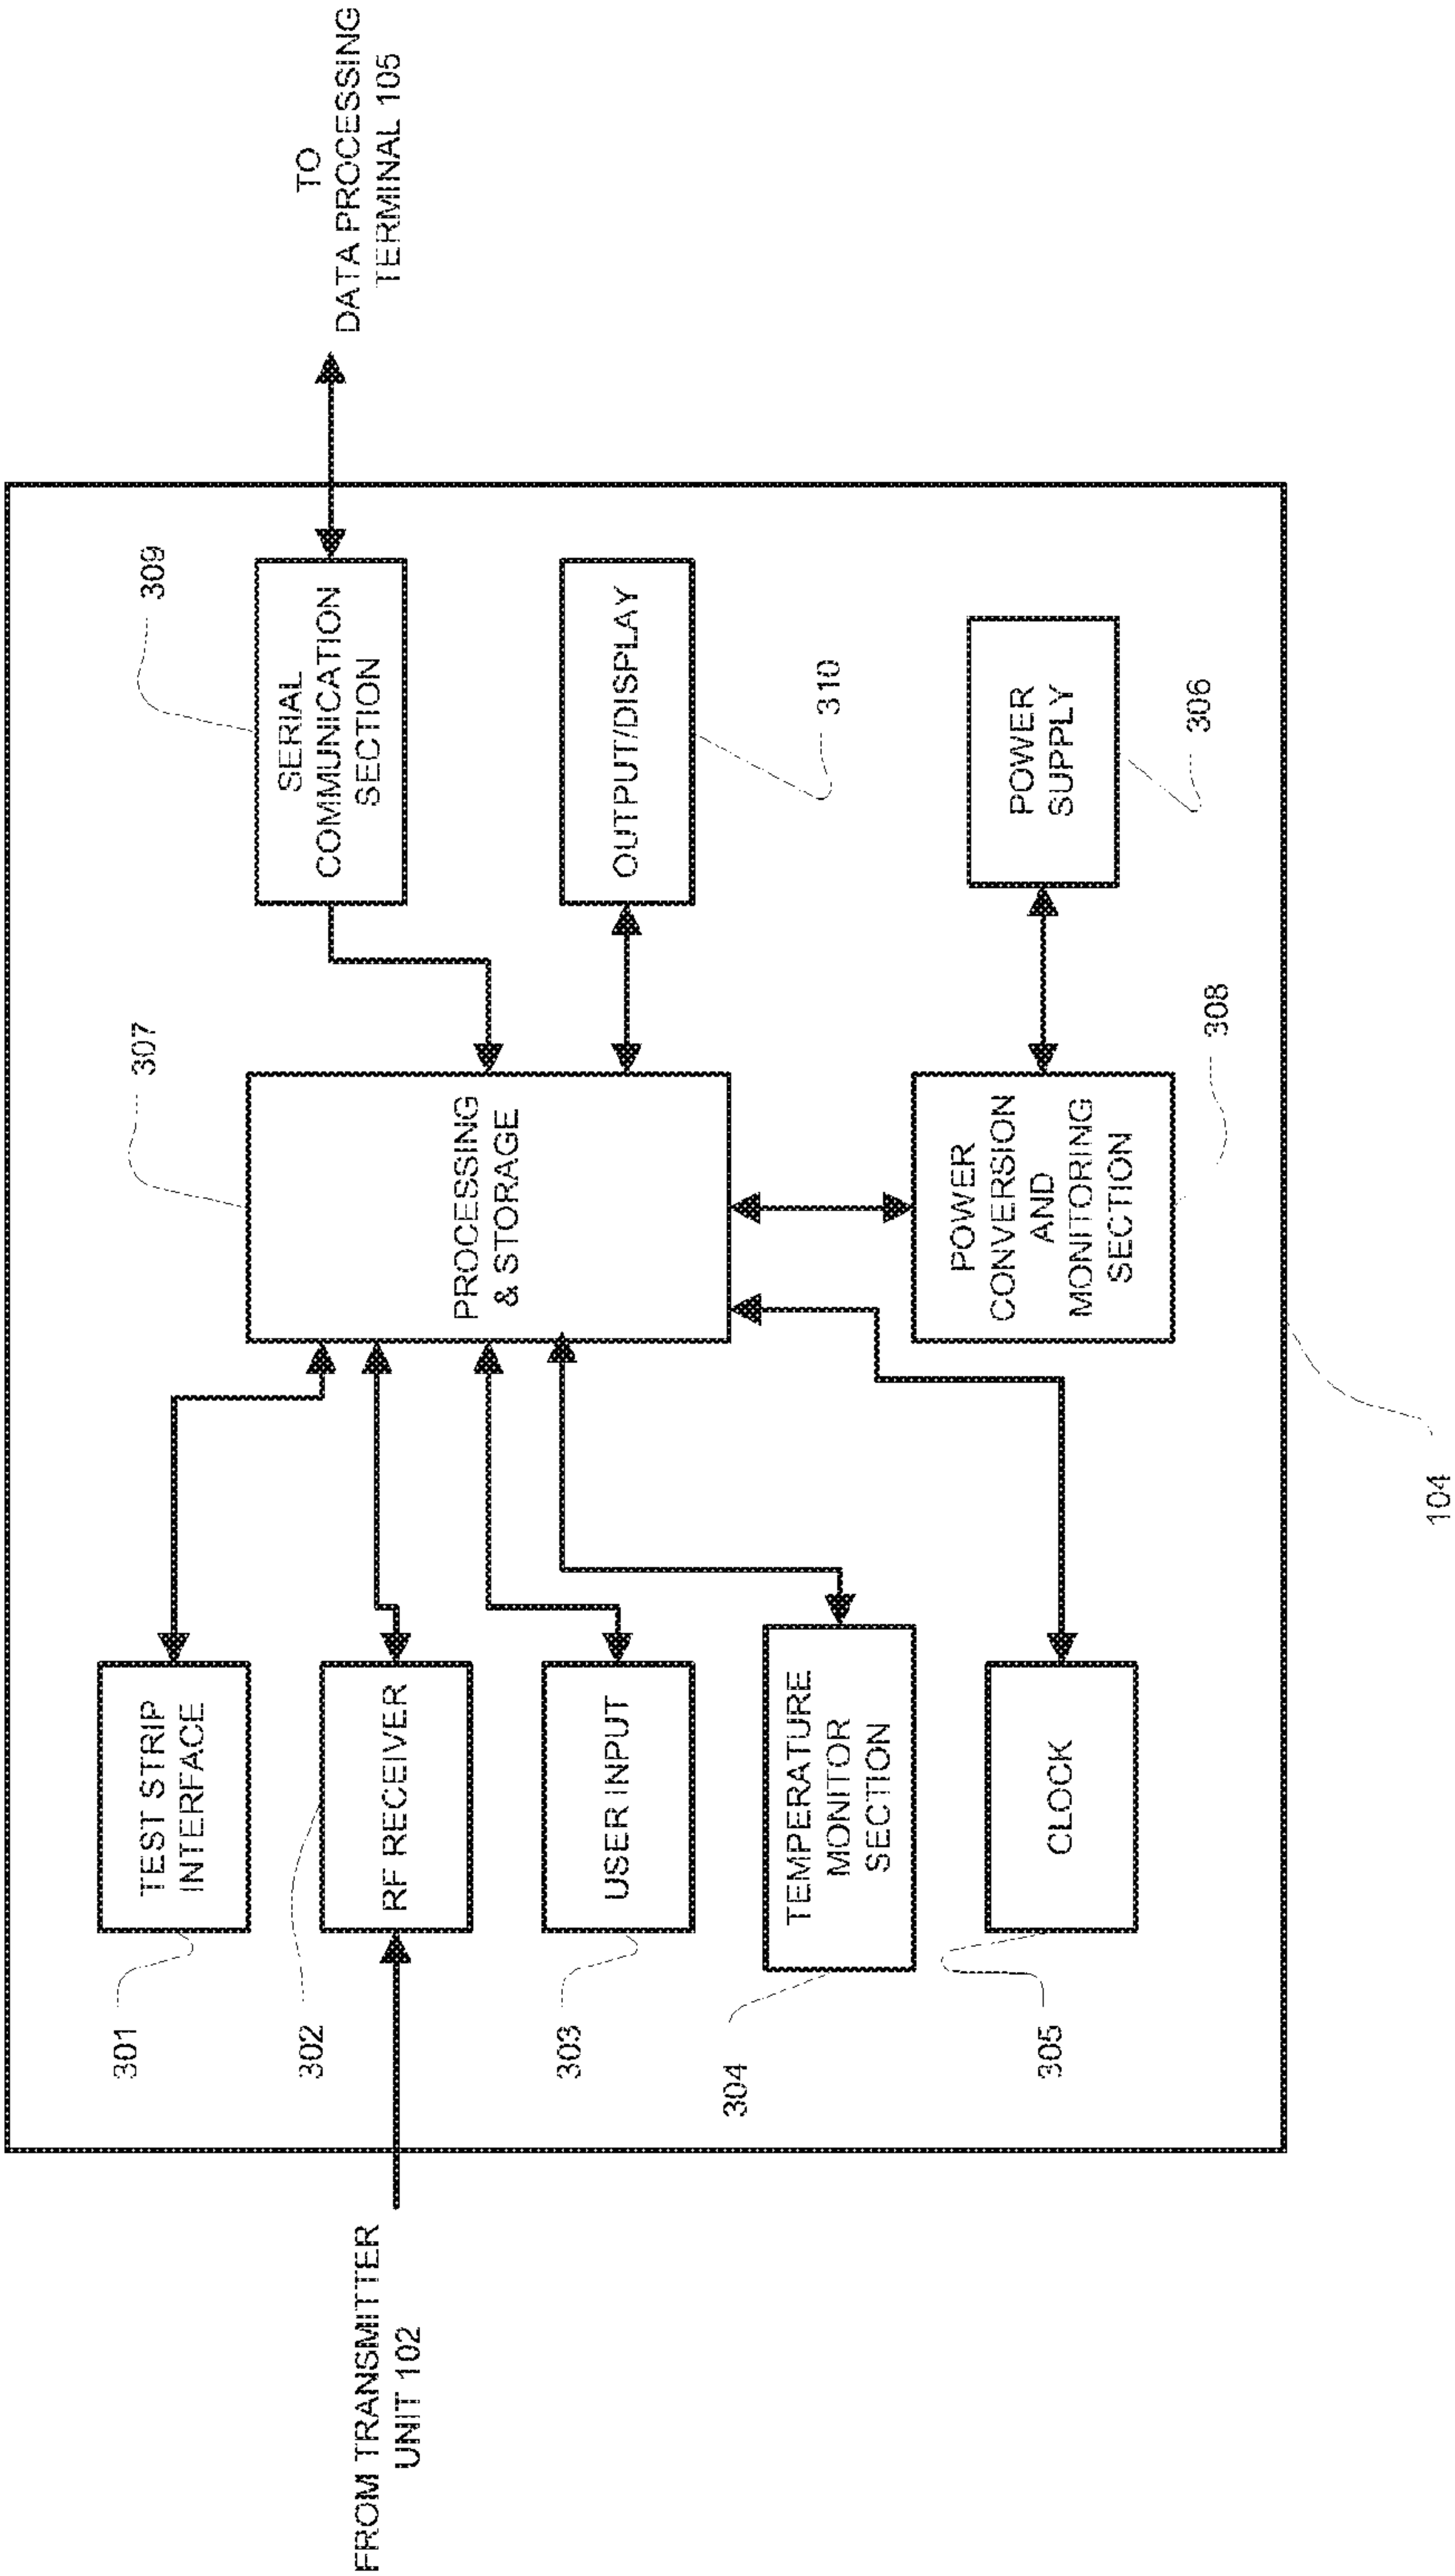 FROM TRANSMITTER
UNIT 102
301
TEST STRIP
INTERFACE
302
RF RECEIVER
303
USER INPUT
304
TEMPERATURE
MONITOR
SECTION
305
CLOCK
307
PROCESSING
& STORAGE
POWER
CONVERSION
AND
MONITORING
SECTION
308
309
SERIAL
COMMUNICATION
SECTION
OUTPUT/DISPLAY
310
POWER
SUPPLY
306
104
TO
DATA PROCESSING
TERMINAL 105